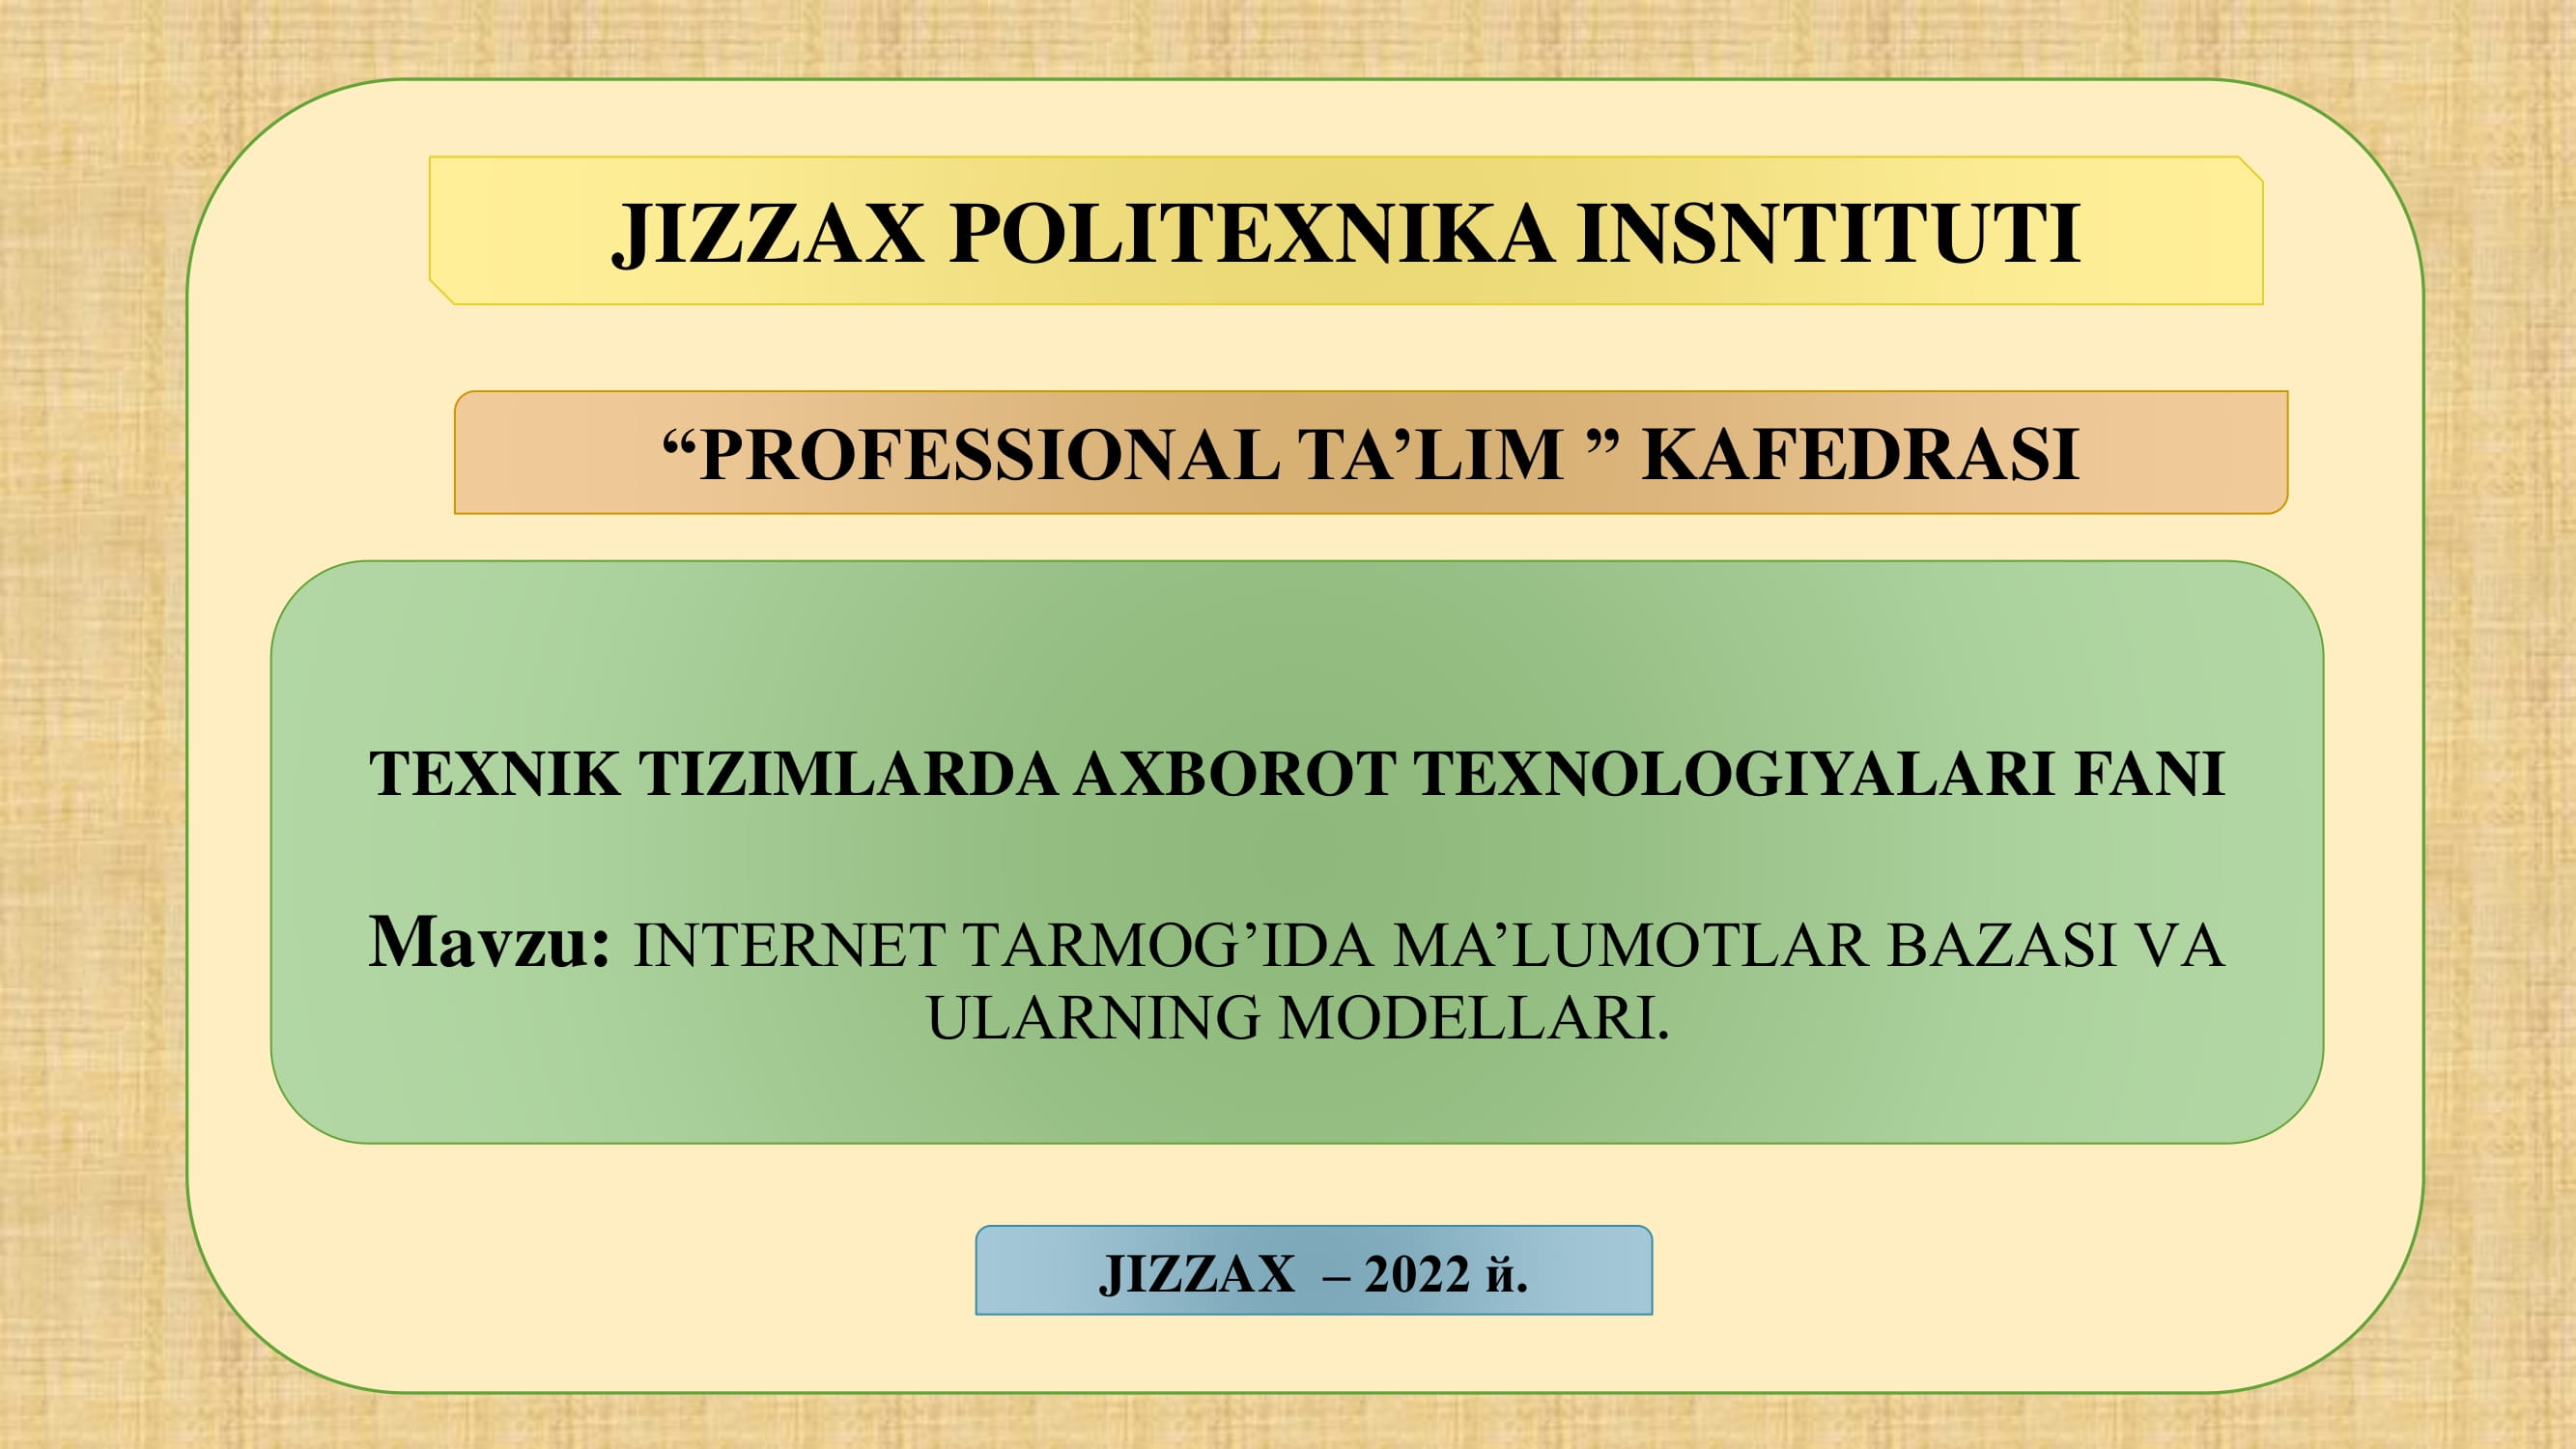 JIZZAX POLITEXNIKA INSNTITUTI
“PROFESSIONAL TA’LIM ” KAFEDRASI
TEXNIK TIZIMLARDA AXBOROT TEXNOLOGIYALARI FANI
Mavzu: INTERNET TARMOG’IDA MA’LUMOTLAR BAZASI VA
ULARNING MODELLARI.
JIZZAX – 2022 й.